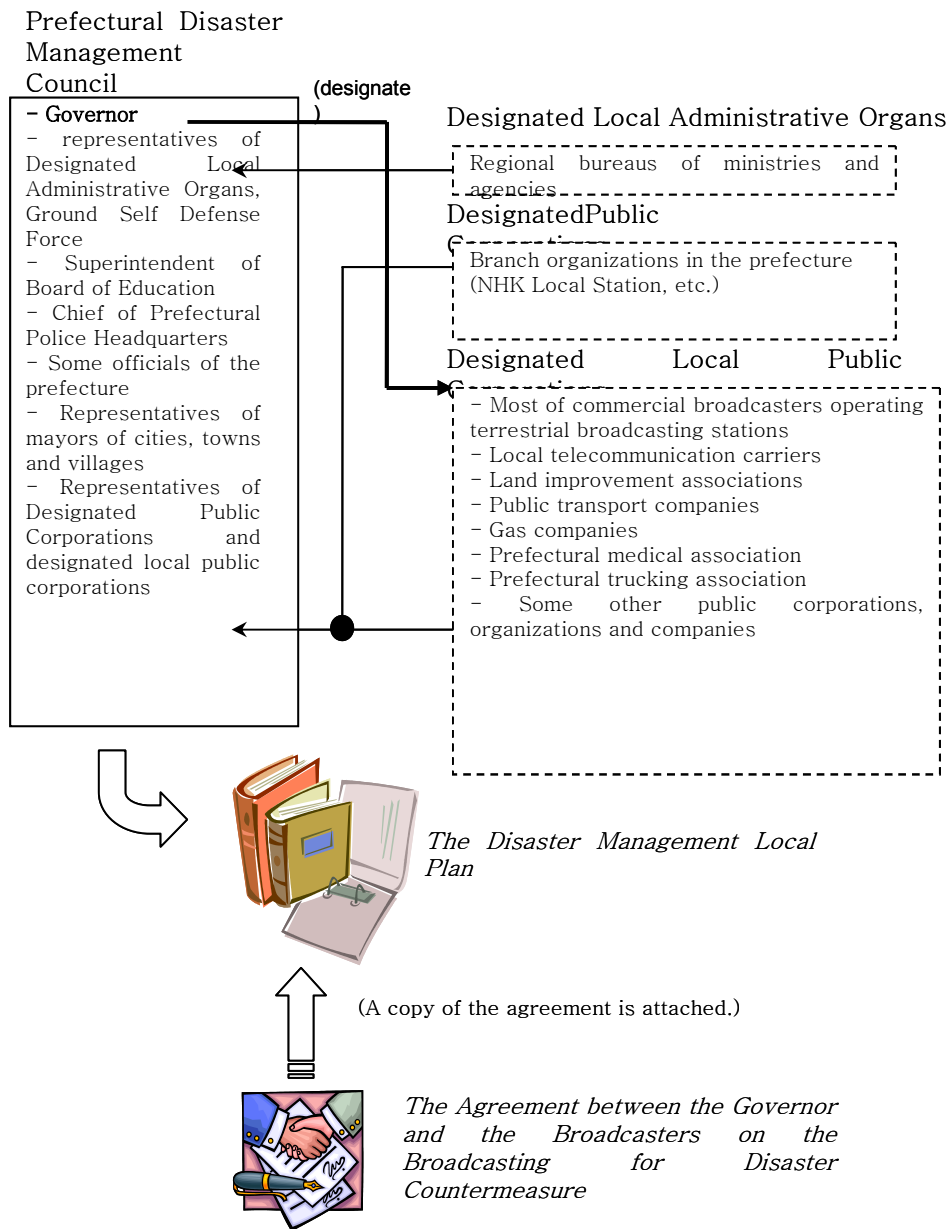 Prefectural Disaster
Management
Council
(designate
)
- Governor
- representatives of
Designated Local
Administrative Organs,
Ground Self Defense
Force
- Superintendent of
Board of Education
- Chief of Prefectural
Police Headquarters
- Some officials of the
prefecture
- Representatives of
mayors of cities, towns
and villages
- Representatives of
Designated Public
Corporations and
designated local public
corporations
Designated Local Administrative Organs
Regional bureaus of ministries and
agencies
DesignatedPublic
Corporations
Branch organizations in the prefecture
(NHK Local Station, etc.)
Designated Local Public
Corporations
- Most of commercial broadcasters operating
terrestrial broadcasting stations
- Local telecommunication carriers
- Land improvement associations
- Public transport companies
- Gas companies
- Prefectural medical association
- Prefectural trucking association
- Some other public corporations,
organizations and companies
The Disaster Management Local
Plan
(A copy of the agreement is attached.)
The Agreement between the Governor
and the Broadcasters on the
Broadcasting for Disaster
Countermeasure